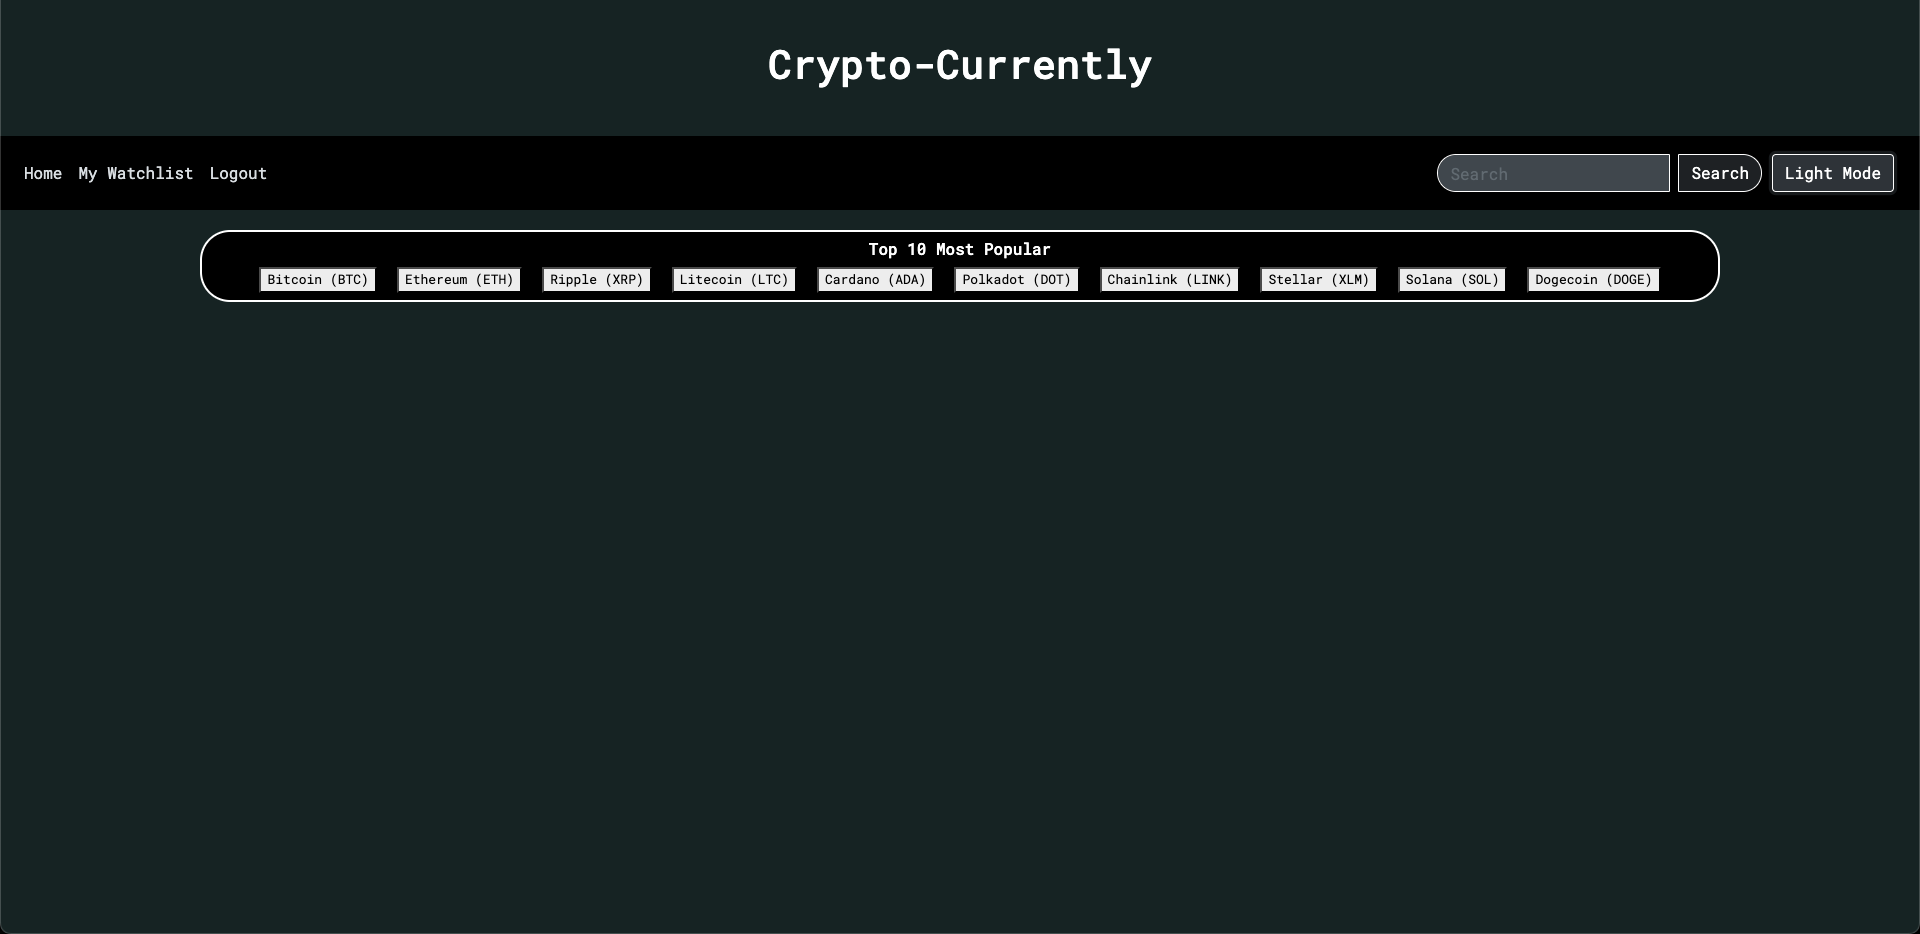 Crypto-Currently
Home My Watchlist Logout
Search Search Light Mode
Top 10 Most Popular
Bitcoin (BTC) Ethereum (ETH) Ripple (XRP) Litecoin (LTC) Cardano (ADA) Polkadot (DOT) Chainlink (LINK) Stellar (XLM) Solana (SOL) Dogecoin (DOGE)